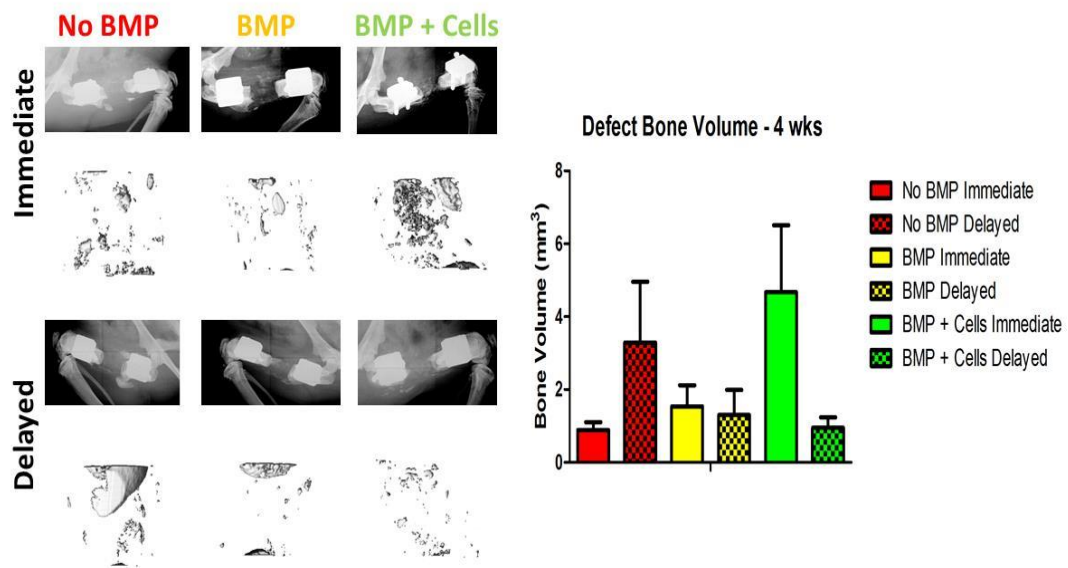 No BMP
BMP
BMP + Cells
Immediate
Delayed
Defect Bone Volume - 4 wks
Bone Volume (mm³)
8
6
4
2
0
No BMP Immediate
No BMP Delayed
BMP Immediate
BMP Delayed
BMP + Cells Immediate
BMP + Cells Delayed